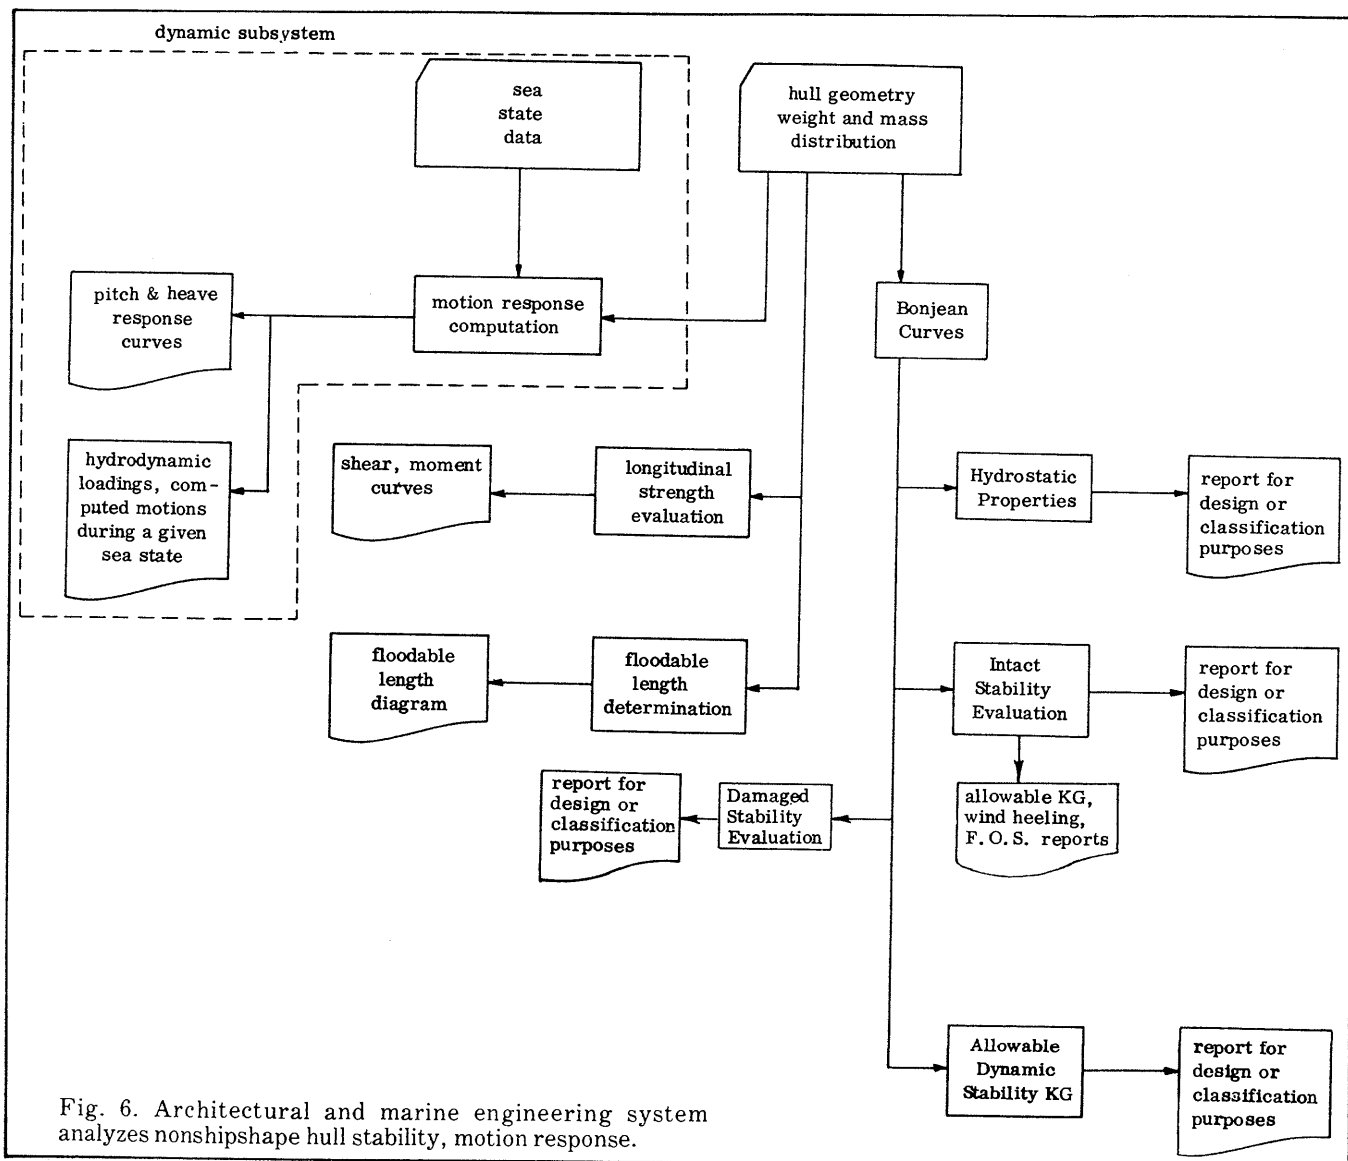 dynamic subsystem
sea
state
data
hull geometry
weight and mass
distribution
pitch & heave
response
curves
motion response
computation
Bonjean
Curves
hydrodynamic
loadings, com-
puted motions
during a given
sea state
shear, moment
curves
longitudinal
strength
evaluation
Hydrostatic
Properties
report for
design or
classification
purposes
floodable
length
diagram
floodable
length
determination
Intact
Stability
Evaluation
report for
design or
classification
purposes
report for
design or
classification
purposes
Damaged
Stability
Evaluation
allowable KG,
wind heeling,
F. O. S. reports
Allowable
Dynamic
Stability KG
report for
design or
classification
purposes
Fig. 6. Architectural and marine engineering system
analyzes nonshipshape hull stability, motion response.